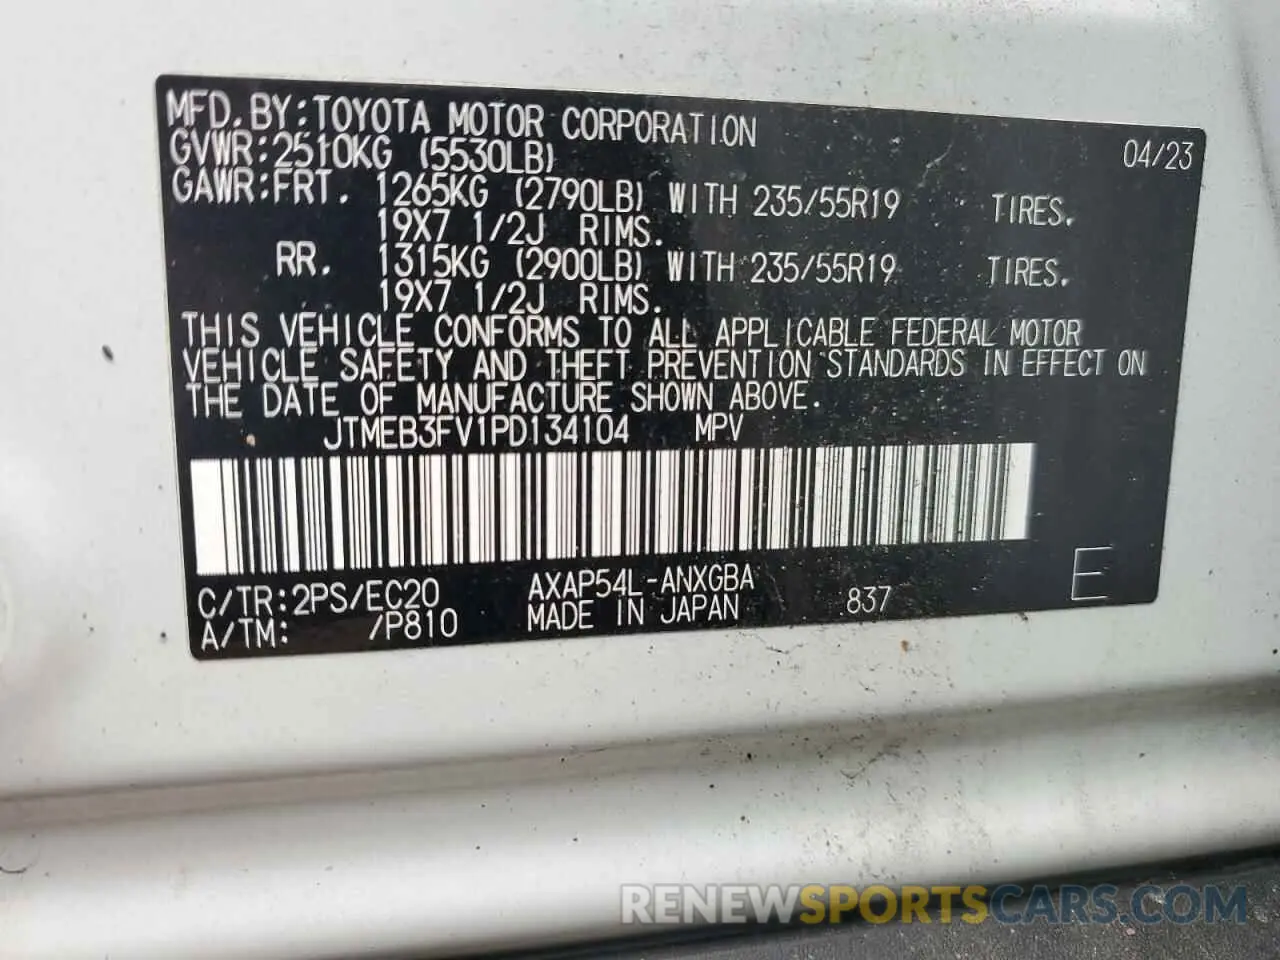 MFD. BY: TOYOTA MOTOR CORPORATION 04/23
GVWR: 2510KG (5530LB)
GAWR: FRT. 1265KG (2790LB) WITH 235/55R19 TIRES.
19X7 1/2J RIMS.
RR. 1315KG (2900LB) WITH 235/55R19 TIRES.
19X7 1/2J RIMS.
THIS VEHICLE CONFORMS TO ALL APPLICABLE FEDERAL MOTOR
VEHICLE SAFETY AND THEFT PREVENTION STANDARDS IN EFFECT ON
THE DATE OF MANUFACTURE SHOWN ABOVE.
JTMEB3FV1PD134104 MPV
C/TR: 2PS/EC20 AXAP54L-ANXGBA E
A/TM: /P810 MADE IN JAPAN 837
RENEWSPORTSCARS.COM